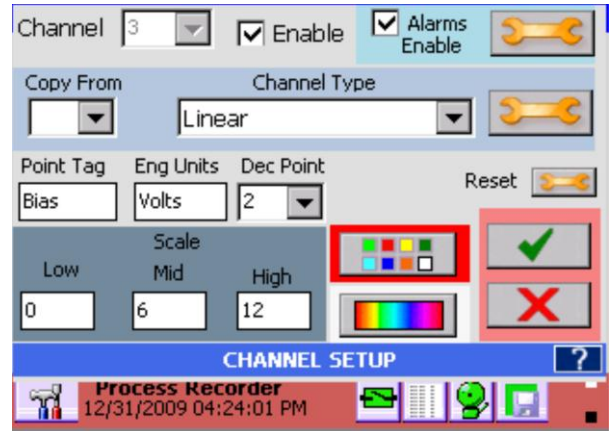 Channel 3 Enable Alarms Enable
Copy From Channel Type
Linear
Point Tag Eng Units Dec Point
Reset
Bias Volts 2
Scale
Low Mid High
0 6 12
CHANNEL SETUP ?
Process Recorder
12/31/2009 04:24:01 PM